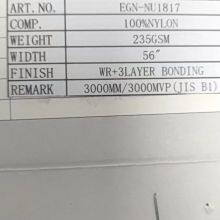 ART.NO. EGN-NU1817
COMP. 100%NYLON
WEIGHT 235GSM
WIDTH 56"
FINISH WR+3LAYER BONDING
REMARK 3000MM/3000MVP(JIS B1)